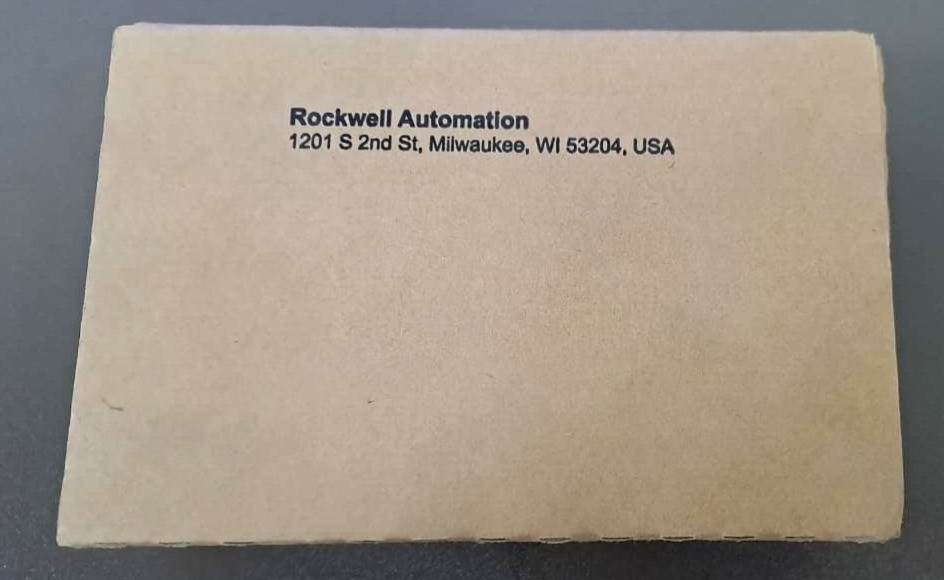 Rockwell Automation
1201 S 2nd St, Milwaukee, WI 53204, USA